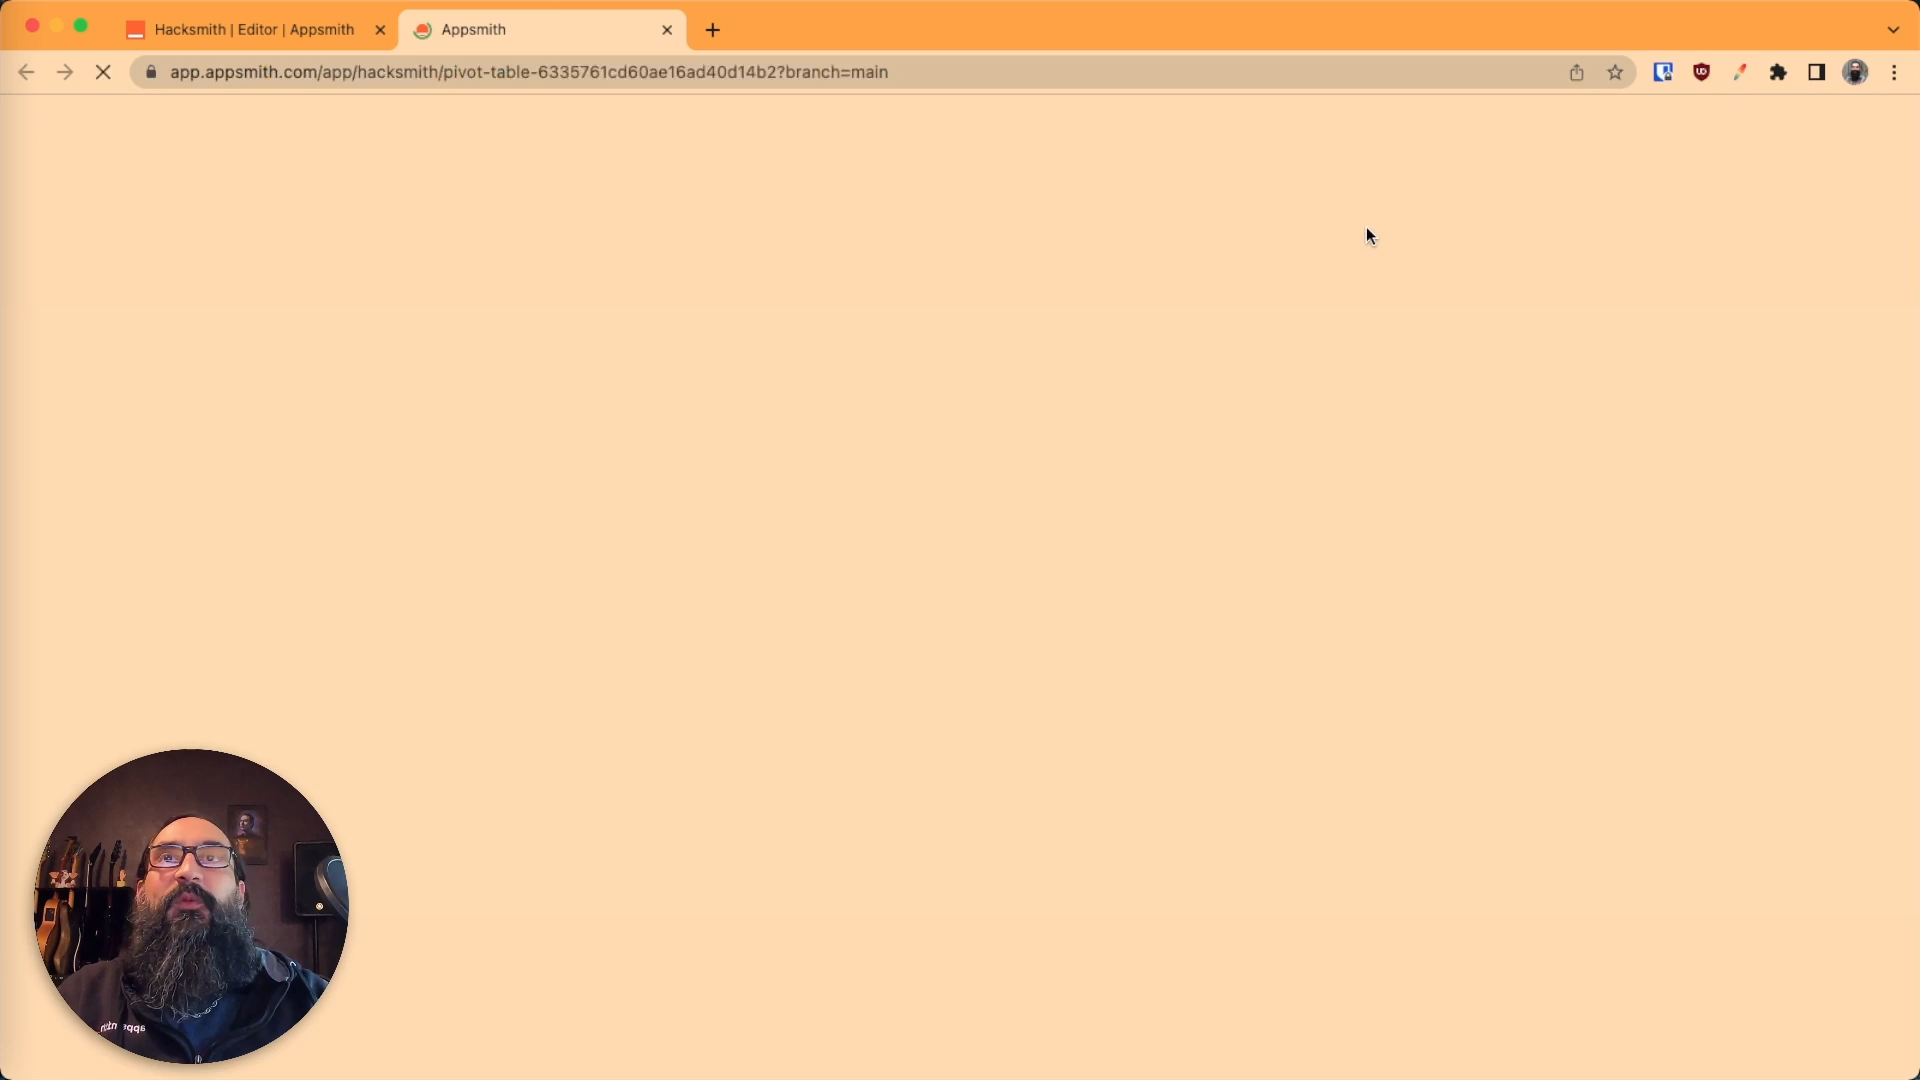 Hacksmith | Editor | Appsmith
Appsmith
app.appsmith.com/app/hacksmith/pivot-table-6335761cd60ae16ad40d14b2?branch=main